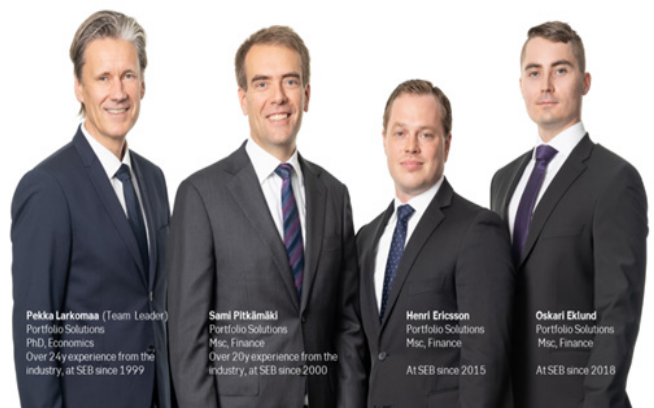 Pekka Larkomaa (Team Leader)
Portfolio Solutions
PhD, Economics
Over 24y experience from the
industry, at SEB since 1999
Sami Pitkämäki
Portfolio Solutions
Msc, Finance
Over 20y experience from the
industry, at SEB since 2000
Henri Ericsson
Portfolio Solutions
Msc, Finance
At SEB since 2015
Oskari Eklund
Portfolio Solutions
Msc, Finance
At SEB since 2018